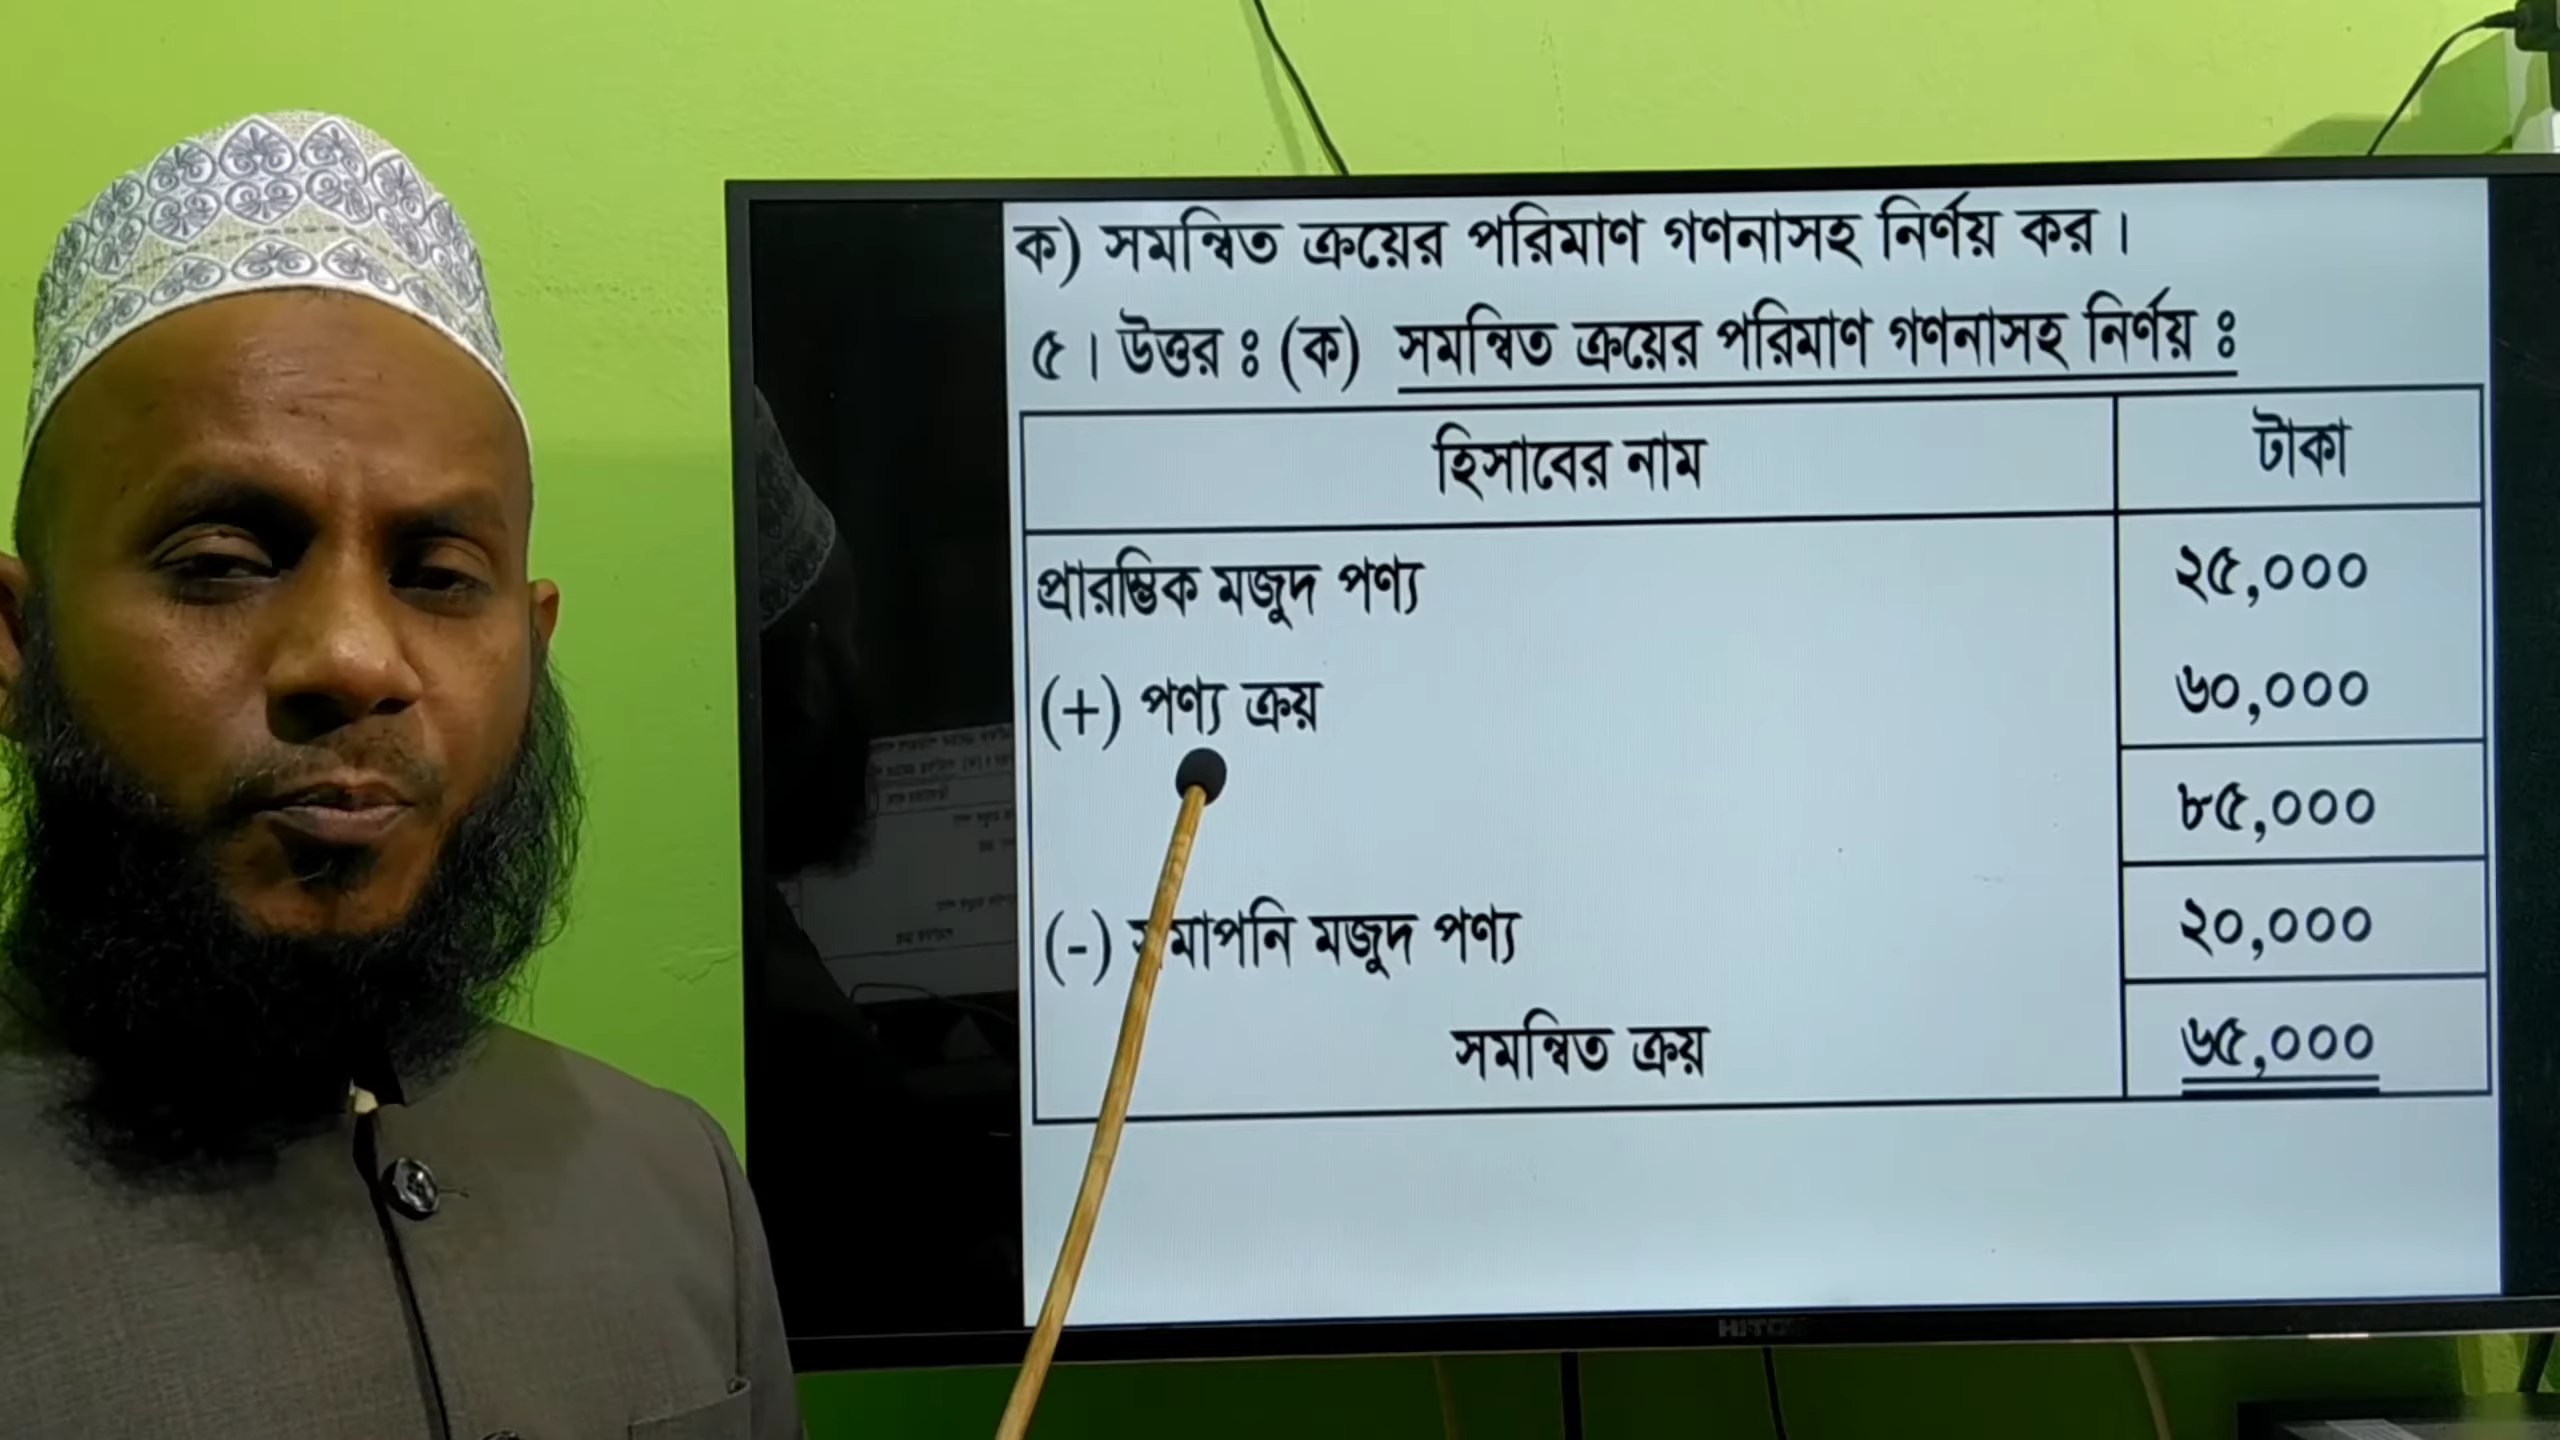 ক) সমন্বিত ক্রয়ের পরিমাণ গণনাসহ নির্ণয় কর।
৫। উত্তর ঃ (ক) সমন্বিত ক্রয়ের পরিমাণ গণনাসহ নির্ণয় ঃ
হিসাবের নাম টাকা
প্রারম্ভিক মজুদ পণ্য ২৫,০০০
(+) পণ্য ক্রয় ৬০,০০০
৮৫,০০০
(-) সমাপনি মজুদ পণ্য ২০,০০০
সমন্বিত ক্রয় ৬৫,০০০